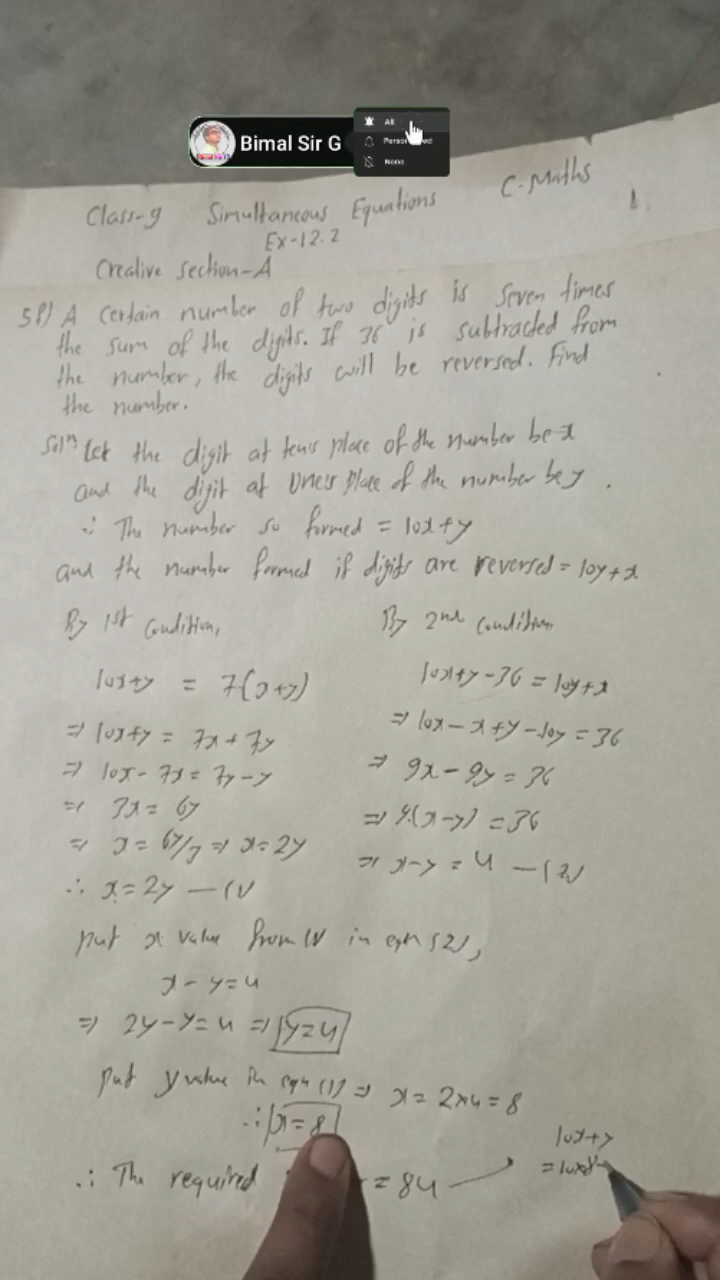 Bimal Sir G
All
None
Class-9 Simultaneous Equations C. Maths
Ex-12.2
Creative section-A
5P) A certain number of two digits is seven times
the sum of the digits. If 36 is subtracted from
the number, the digits will be reversed. Find
the number.
Solⁿ Let the digit at ten's place of the number be x
and the digit at one's place of the number be y.
∴ The number so formed = 10x+y
and the number formed if digits are reversed = 10y+x
By 1st Condition, By 2nd Condition
10x+y = 7(x+y) 10x+y-36 = 10y+x
⇒ 10x+y = 7x+7y ⇒ 10x-x+y-10y = 36
⇒ 10x-7x = 7y-y ⇒ 9x-9y = 36
⇒ 3x = 6y ⇒ 9(x-y) = 36
⇒ x = 6y/3 ⇒ x = 2y ⇒ x-y = 4 — (2)
∴ x = 2y — (1)
put x value from (1) in eqn (2),
x - y = 4
⇒ 2y-y = 4 ⇒ y=4
put y value in eqn (1) ⇒ x = 2×4 = 8
∴ x = 8
10x+y
∴ The required = 84